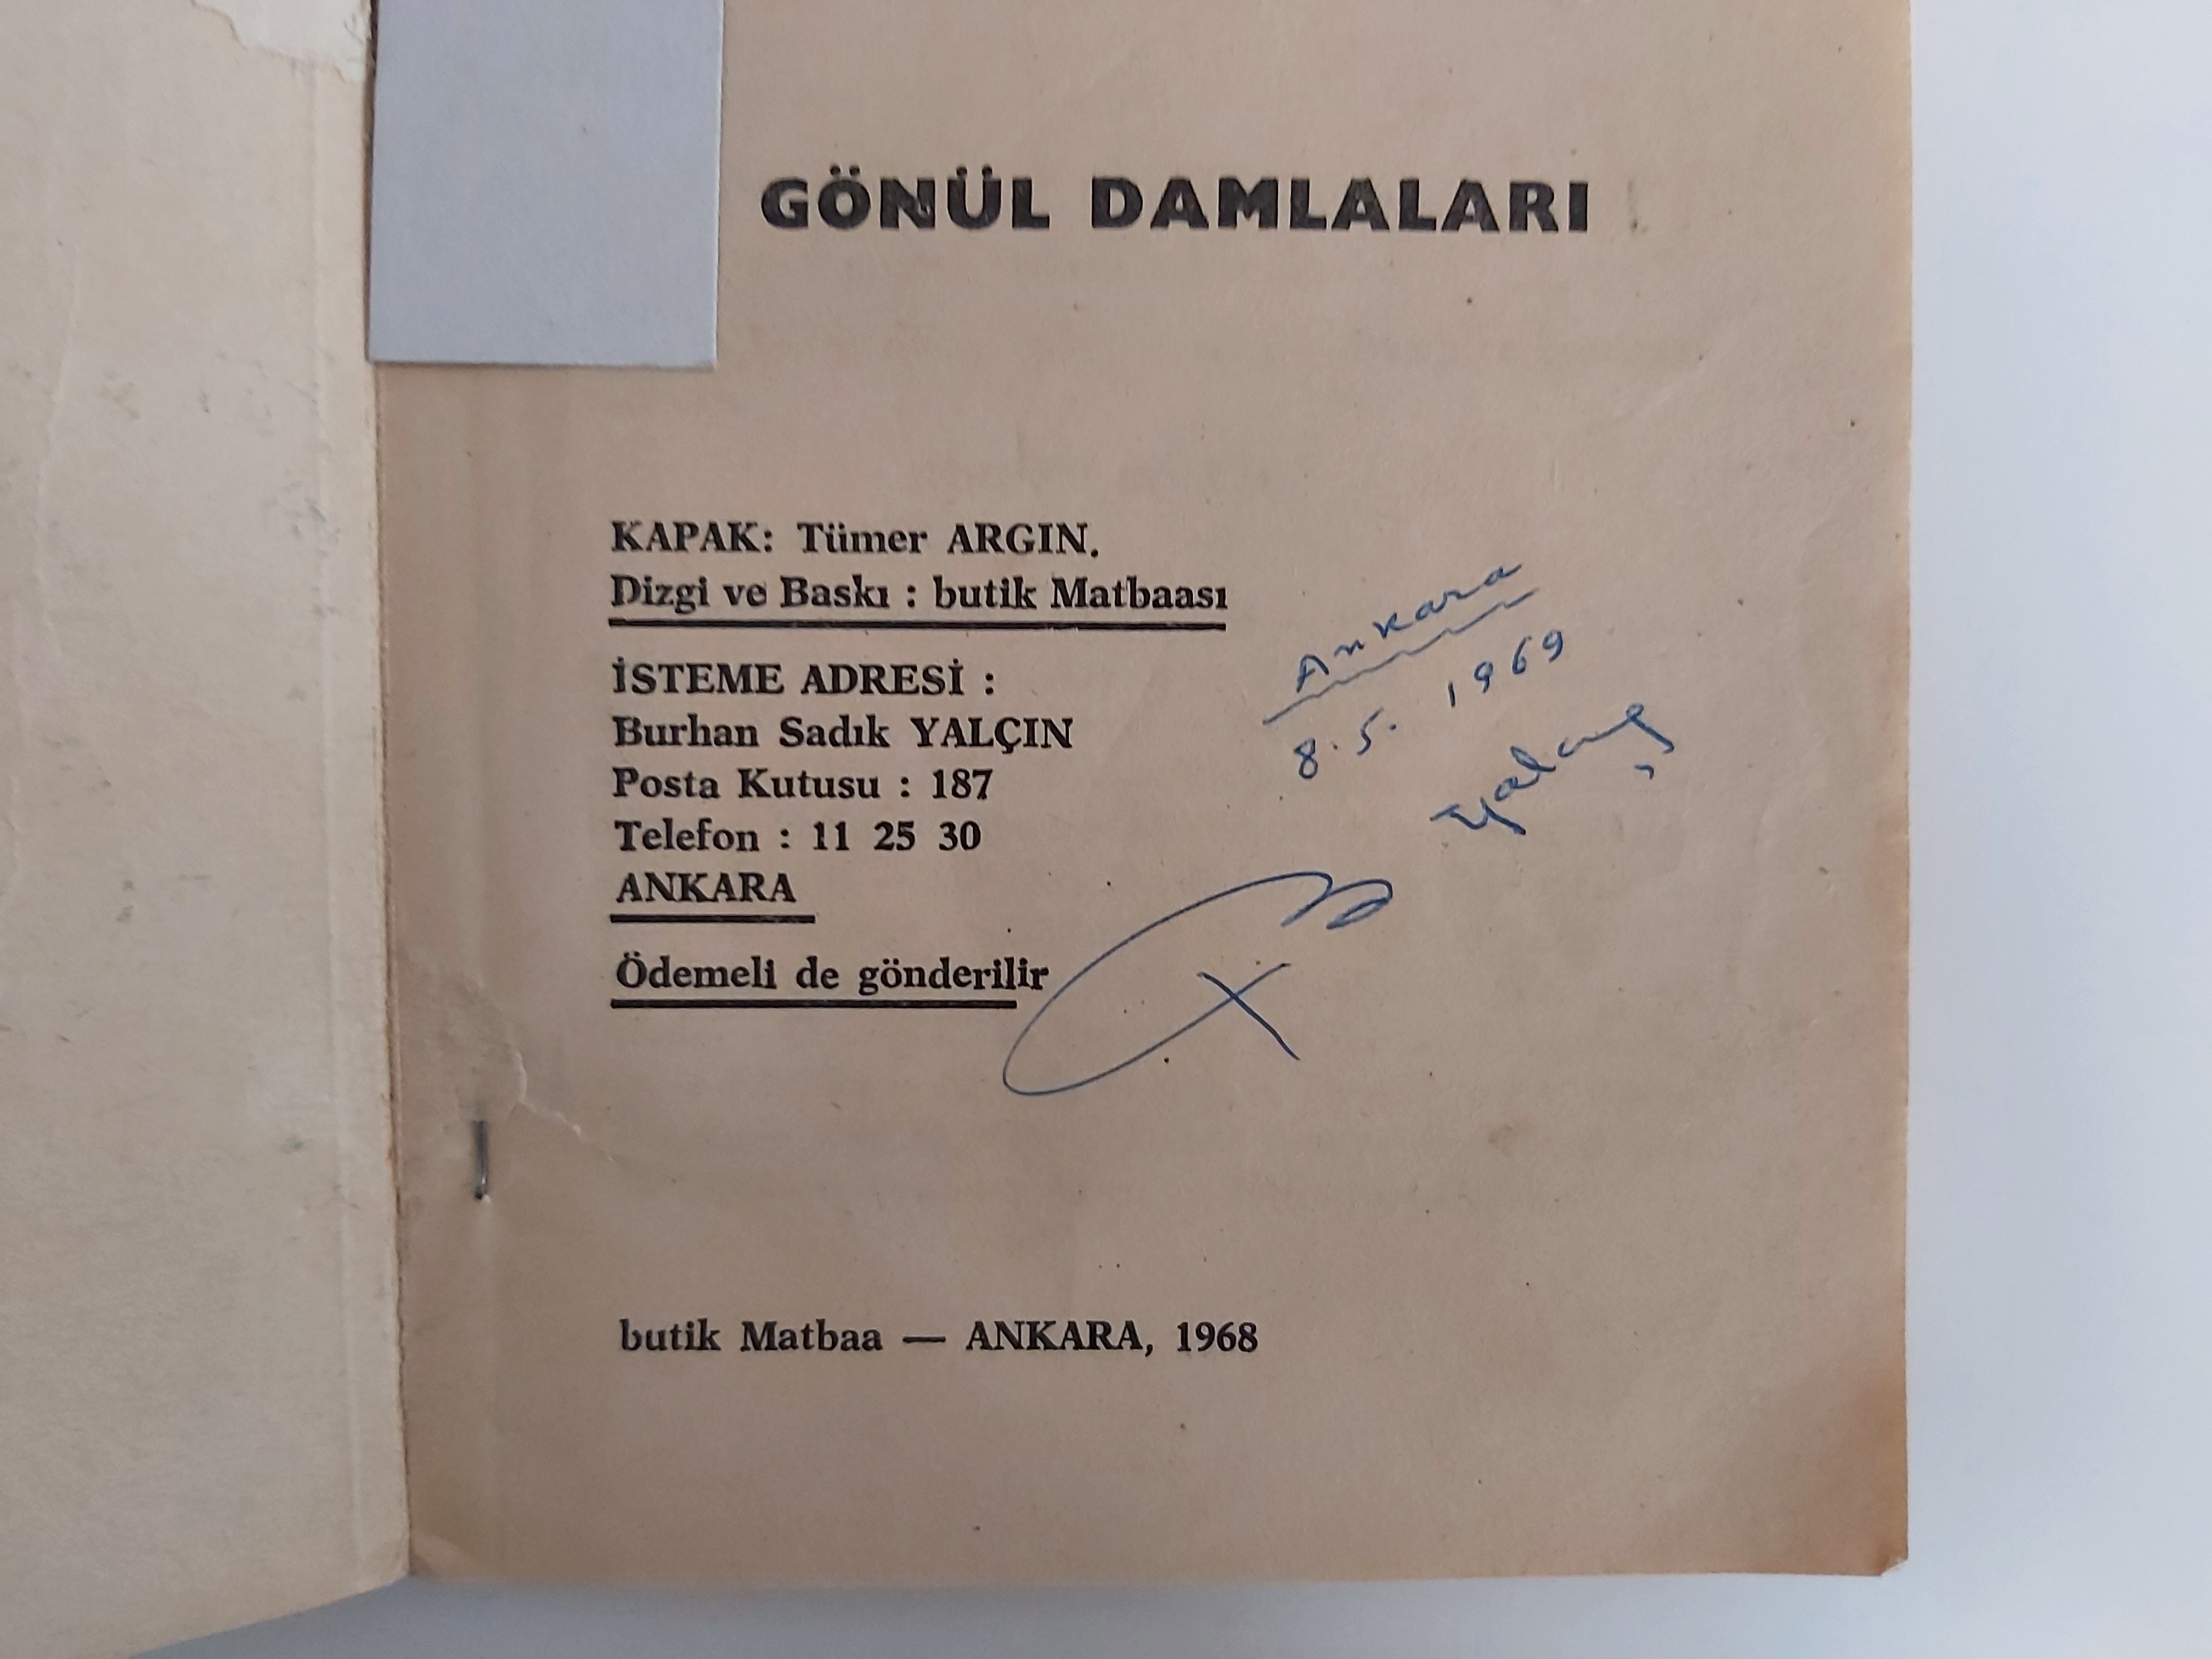 GÖNÜL DAMLALARI
KAPAK: Tümer ARGIN.
Dizgi ve Baskı : butik Matbaası
İSTEME ADRESİ :
Burhan Sadık YALÇIN
Posta Kutusu : 187
Telefon : 11 25 30
ANKARA
Ödemeli de gönderilir
Ankara
8.5. 1969
butik Matbaa — ANKARA, 1968